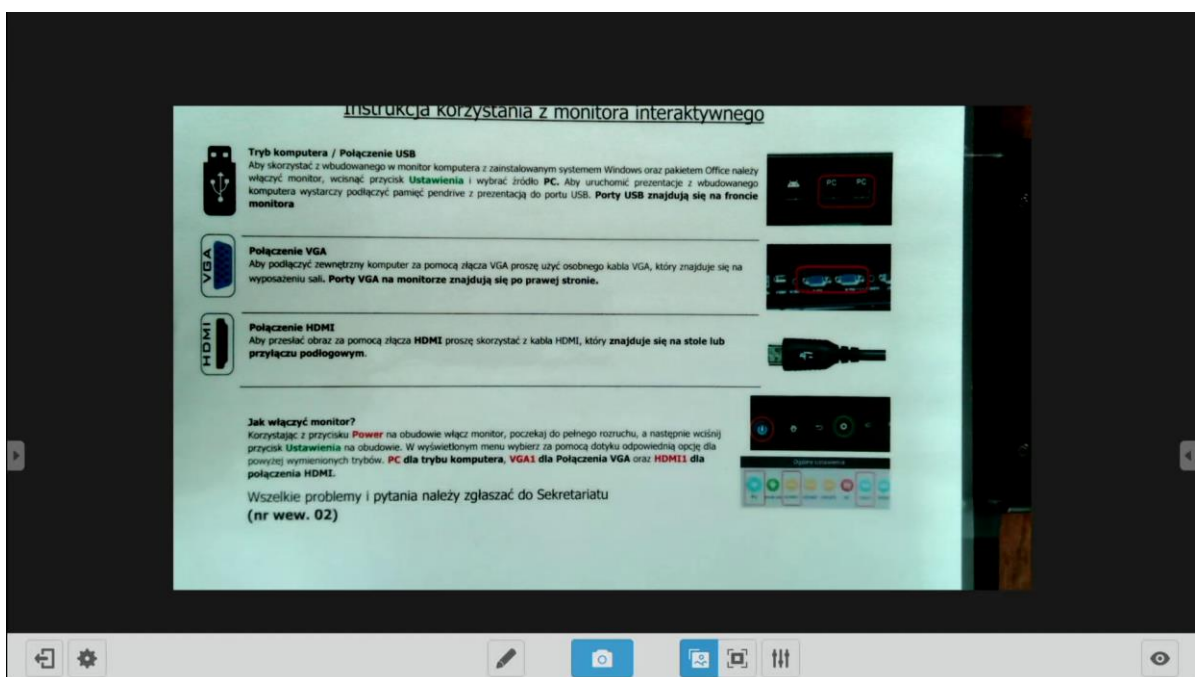 Instrukcja korzystania z monitora interaktywnego
Tryb komputera / Połączenie USB
Aby skorzystać z wbudowanego w monitor komputera z zainstalowanym systemem Windows oraz pakietem Office należy
włączyć monitor, wcisnąć przycisk Ustawienia i wybrać źródło PC. Aby uruchomić prezentacje z wbudowanego
komputera wystarczy podłączyć pamięć pendrive z prezentacją do portu USB. Porty USB znajdują się na froncie
monitora
PC PC
VGA
Połączenie VGA
Aby podłączyć zewnętrzny komputer za pomocą złącza VGA proszę użyć osobnego kabla VGA, który znajduje się na
wyposażeniu sali. Porty VGA na monitorze znajdują się po prawej stronie.
HDMI
Połączenie HDMI
Aby przesłać obraz za pomocą złącza HDMI proszę skorzystać z kabla HDMI, który znajduje się na stole lub
przyłączu podłogowym.
Jak włączyć monitor?
Korzystając z przycisku Power na obudowie włącz monitor, poczekaj do pełnego rozruchu, a następnie wciśnij
przycisk Ustawienia na obudowie. W wyświetlonym menu wybierz za pomocą dotyku odpowiednią opcję dla
powyżej wymienionych trybów. PC dla trybu komputera, VGA1 dla Połączenia VGA oraz HDMI1 dla
połączenia HDMI.
Wszelkie problemy i pytania należy zgłaszać do Sekretariatu
(nr wew. 02)